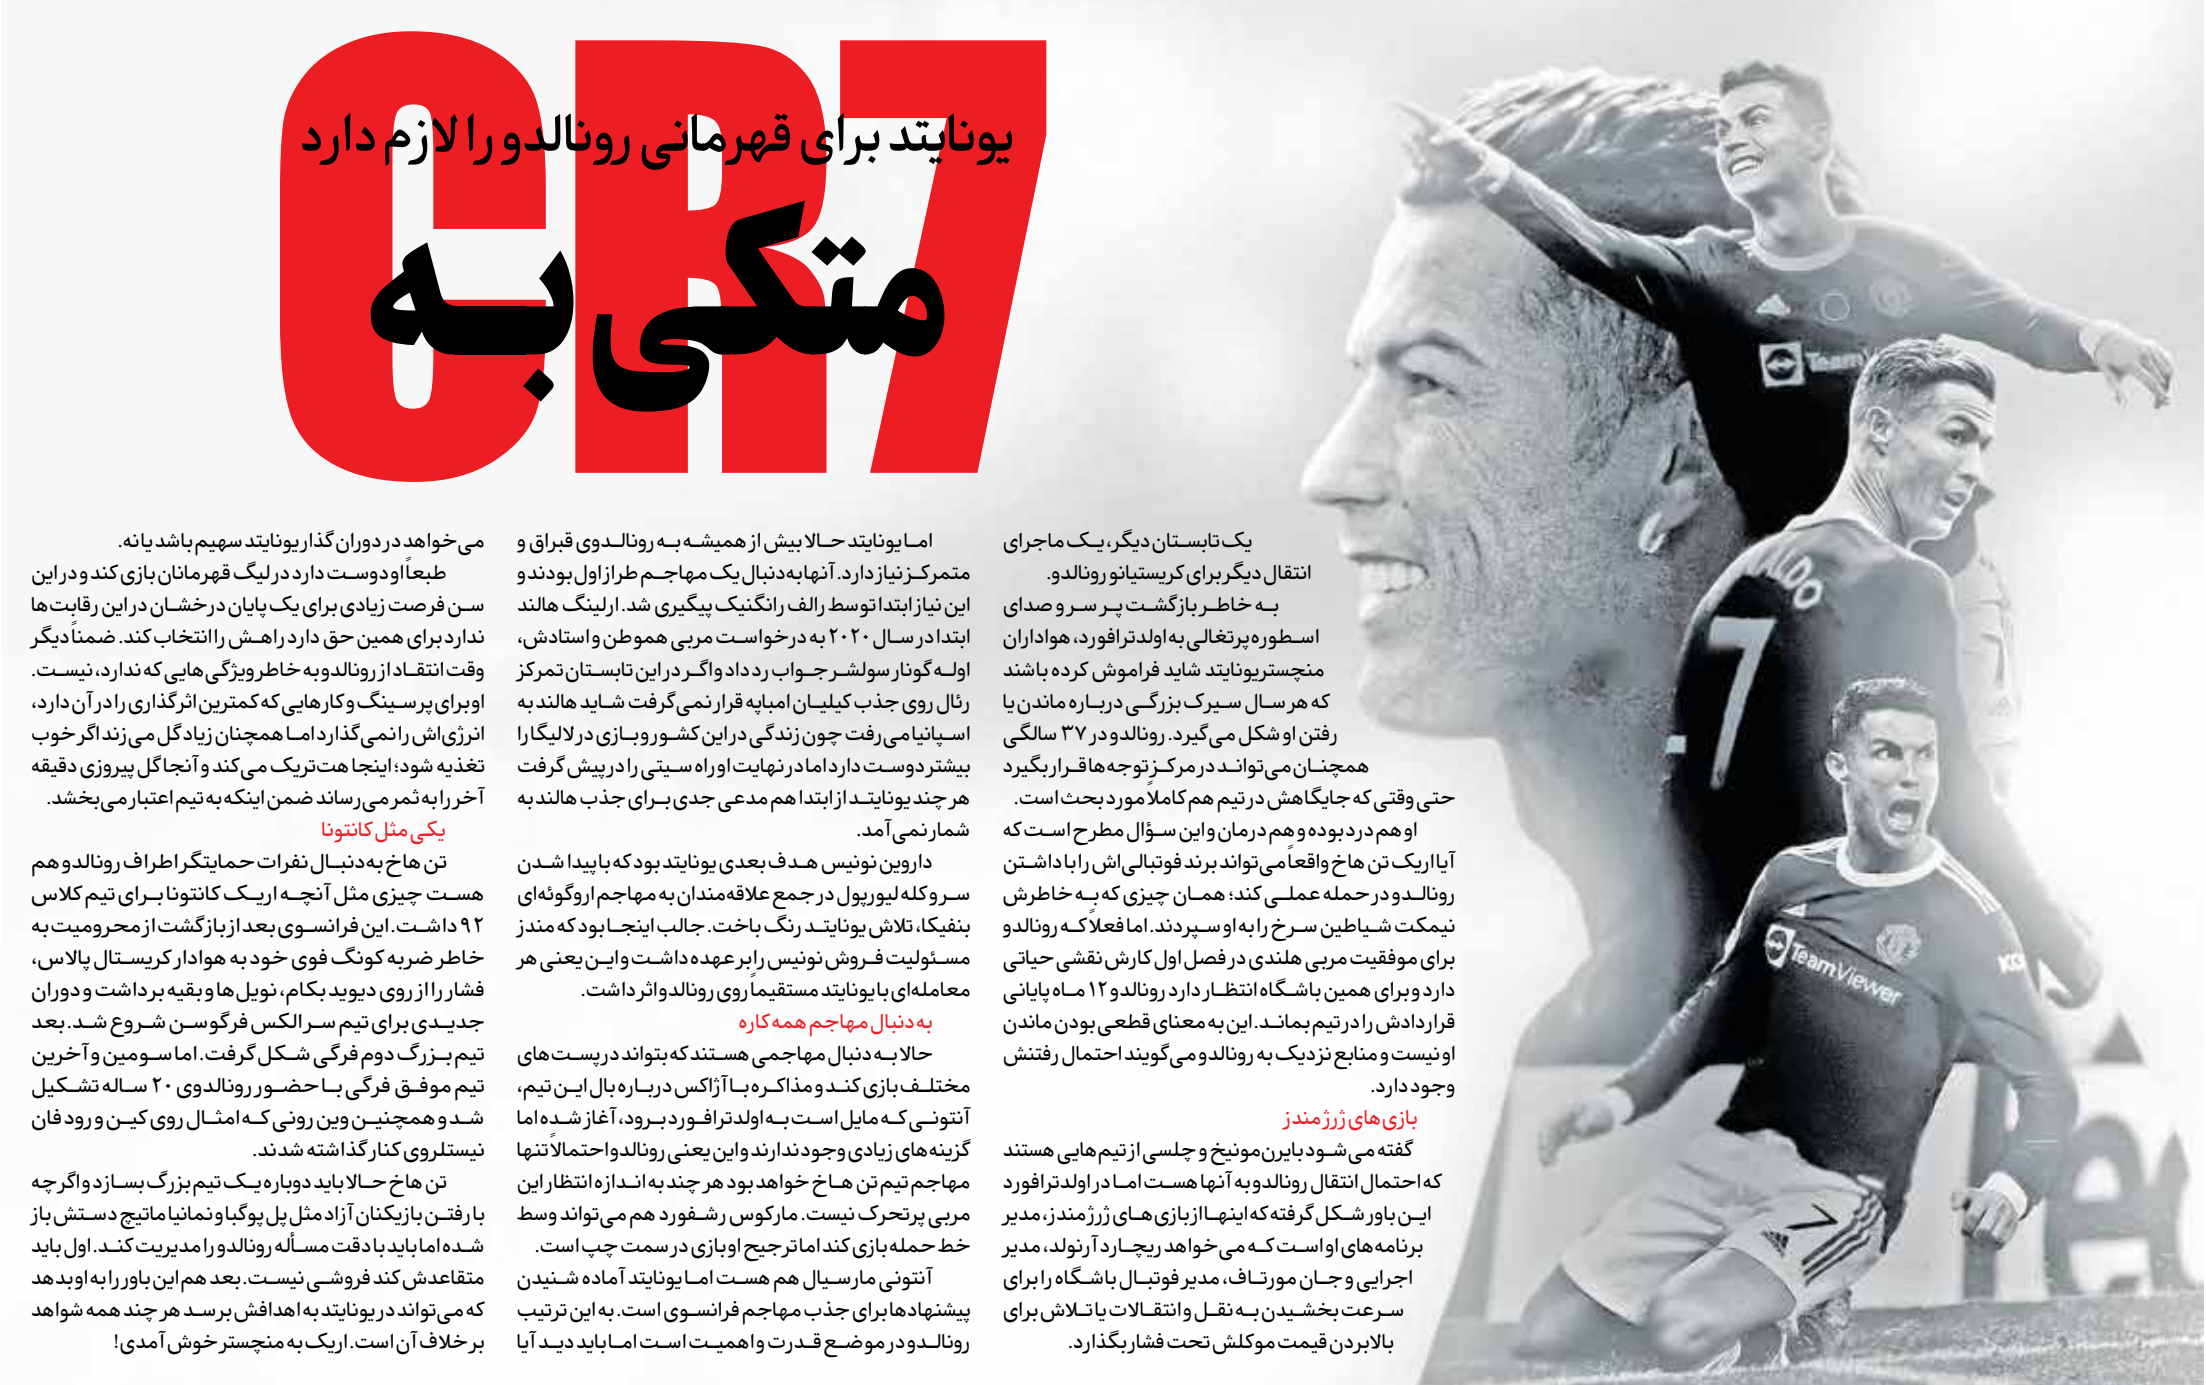 یونایتد برای قهرمانی رونالدو را لازم دارد
متکی به
CR7
یک تابستان دیگر، یک ماجرای
انتقال دیگر برای کریستیانو رونالدو.
به خاطر بازگشت پر سر و صدای
اسطوره پرتغالی به اولدترافورد، هواداران
منچستریونایتد شاید فراموش کرده باشند
که هر سال سیرک بزرگی درباره ماندن یا
رفتن او شکل می‌گیرد. رونالدو در ۳۷ سالگی
همچنان می‌تواند در مرکز توجه‌ها قرار بگیرد
حتی وقتی که جایگاهش در تیم هم کاملاً مورد بحث است.
او هم درد بوده و هم درمان و این سؤال مطرح است که
آیا اریک تن هاخ واقعاً می‌تواند برند فوتبالی‌اش را با داشتن
رونالدو در حمله عملی کند؛ همان چیزی که به خاطرش
نیمکت شیاطین سرخ را به او سپردند. اما فعلاً که رونالدو
برای موفقیت مربی هلندی در فصل اول کارش نقشی حیاتی
دارد و برای همین باشگاه انتظار دارد رونالدو ۱۲ ماه پایانی
قراردادش را در تیم بماند. این به معنای قطعی بودن ماندن
او نیست و منابع نزدیک به رونالدو می‌گویند احتمال رفتنش
وجود دارد.
بازی‌های ژرژ مندز
گفته می‌شود بایرن‌مونیخ و چلسی از تیم‌هایی هستند
که احتمال انتقال رونالدو به آنها هست اما در اولدترافورد
این باور شکل گرفته که اینها از بازی‌های ژرژ مندز، مدیر
برنامه‌های او است که می‌خواهد ریچارد آرنولد، مدیر
اجرایی و جان مورتاف، مدیر فوتبال باشگاه را برای
سرعت بخشیدن به نقل و انتقالات یا تلاش برای
بالا بردن قیمت موکلش تحت فشار بگذارد.
اما یونایتد حالا بیش از همیشه به رونالدوی قبراق و
متمرکز نیاز دارد. آنها به‌دنبال یک مهاجم طراز اول بودند و
این نیاز ابتدا توسط رالف رانگنیک پیگیری شد. ارلینگ هالند
ابتدا در سال ۲۰۲۰ به درخواست مربی هموطن و استادش،
اوله گونار سولشر جواب رد داد و اگر در این تابستان تمرکز
رئال روی جذب کیلیان امباپه قرار نمی‌گرفت شاید هالند به
اسپانیا می‌رفت چون زندگی در این کشور و بازی در لالیگا را
بیشتر دوست دارد اما در نهایت او راه سیتی را در پیش گرفت
هر چند یونایتد از ابتدا هم مدعی جدی برای جذب هالند به
شمار نمی‌آمد.
داروین نونیس هدف بعدی یونایتد بود که با پیدا شدن
سر و کله لیورپول در جمع علاقه‌مندان به مهاجم اروگوئه‌ای
بنفیکا، تلاش یونایتد رنگ باخت. جالب اینجا بود که مندز
مسئولیت فروش نونیس را بر عهده داشت و این یعنی هر
معامله‌ای با یونایتد مستقیماً روی رونالدو اثر داشت.
به دنبال مهاجم همه کاره
حالا به دنبال مهاجمی هستند که بتواند در پست‌های
مختلف بازی کند و مذاکره با آژاکس درباره بال این تیم،
آنتونی که مایل است به اولدترافورد برود، آغاز شده اما
گزینه‌های زیادی وجود ندارند و این یعنی رونالدو احتمالاً تنها
مهاجم تیم تن هاخ خواهد بود هر چند به اندازه انتظار این
مربی پرتحرک نیست. مارکوس رشفورد هم می‌تواند وسط
خط حمله بازی کند اما ترجیح او بازی در سمت چپ است.
آنتونی مارسیال هم هست اما یونایتد آماده شنیدن
پیشنهادها برای جذب مهاجم فرانسوی است. به این ترتیب
رونالدو در موضع قدرت و اهمیت است اما باید دید آیا
می‌خواهد در دوران گذار یونایتد سهیم باشد یا نه.
طبعاً او دوست دارد در لیگ قهرمانان بازی کند و در این
سن فرصت زیادی برای یک پایان درخشان در این رقابت‌ها
ندارد برای همین حق دارد راهش را انتخاب کند. ضمناً دیگر
وقت انتقاد از رونالدو به خاطر ویژگی‌هایی که ندارد، نیست.
او برای پرسینگ و کارهایی که کمترین اثرگذاری را در آن دارد،
انرژی‌اش را نمی‌گذارد اما همچنان زیاد گل می‌زند اگر خوب
تغذیه شود؛ اینجا هت‌تریک می‌کند و آنجا گل پیروزی دقیقه
آخر را به ثمر می‌رساند ضمن اینکه به تیم اعتبار می‌بخشد.
یکی مثل کانتونا
تن هاخ به‌دنبال نفرات حمایتگر اطراف رونالدو هم
هست چیزی مثل آنچه اریک کانتونا برای تیم کلاس
۹۲ داشت. این فرانسوی بعد از بازگشت از محرومیت به
خاطر ضربه کونگ فوی خود به هوادار کریستال پالاس،
فشار را از روی دیوید بکام، نویل‌ها و بقیه برداشت و دوران
جدیدی برای تیم سر الکس فرگوسن شروع شد. بعد
تیم بزرگ دوم فرگی شکل گرفت. اما سومین و آخرین
تیم موفق فرگی با حضور رونالدوی ۲۰ ساله تشکیل
شد و همچنین وین رونی که امثال روی کین و رود فان
نیستلروی کنار گذاشته شدند.
تن هاخ حالا باید دوباره یک تیم بزرگ بسازد و اگر چه
با رفتن بازیکنان آزاد مثل پل پوگبا و نمانیا ماتیچ دستش باز
شده اما باید با دقت مسأله رونالدو را مدیریت کند. اول باید
متقاعدش کند فروشی نیست. بعد هم این باور را به او بدهد
که می‌تواند در یونایتد به اهدافش برسد هر چند همه شواهد
بر خلاف آن است. اریک به منچستر خوش آمدی!
TeamV
7
TeamViewer
KO
7